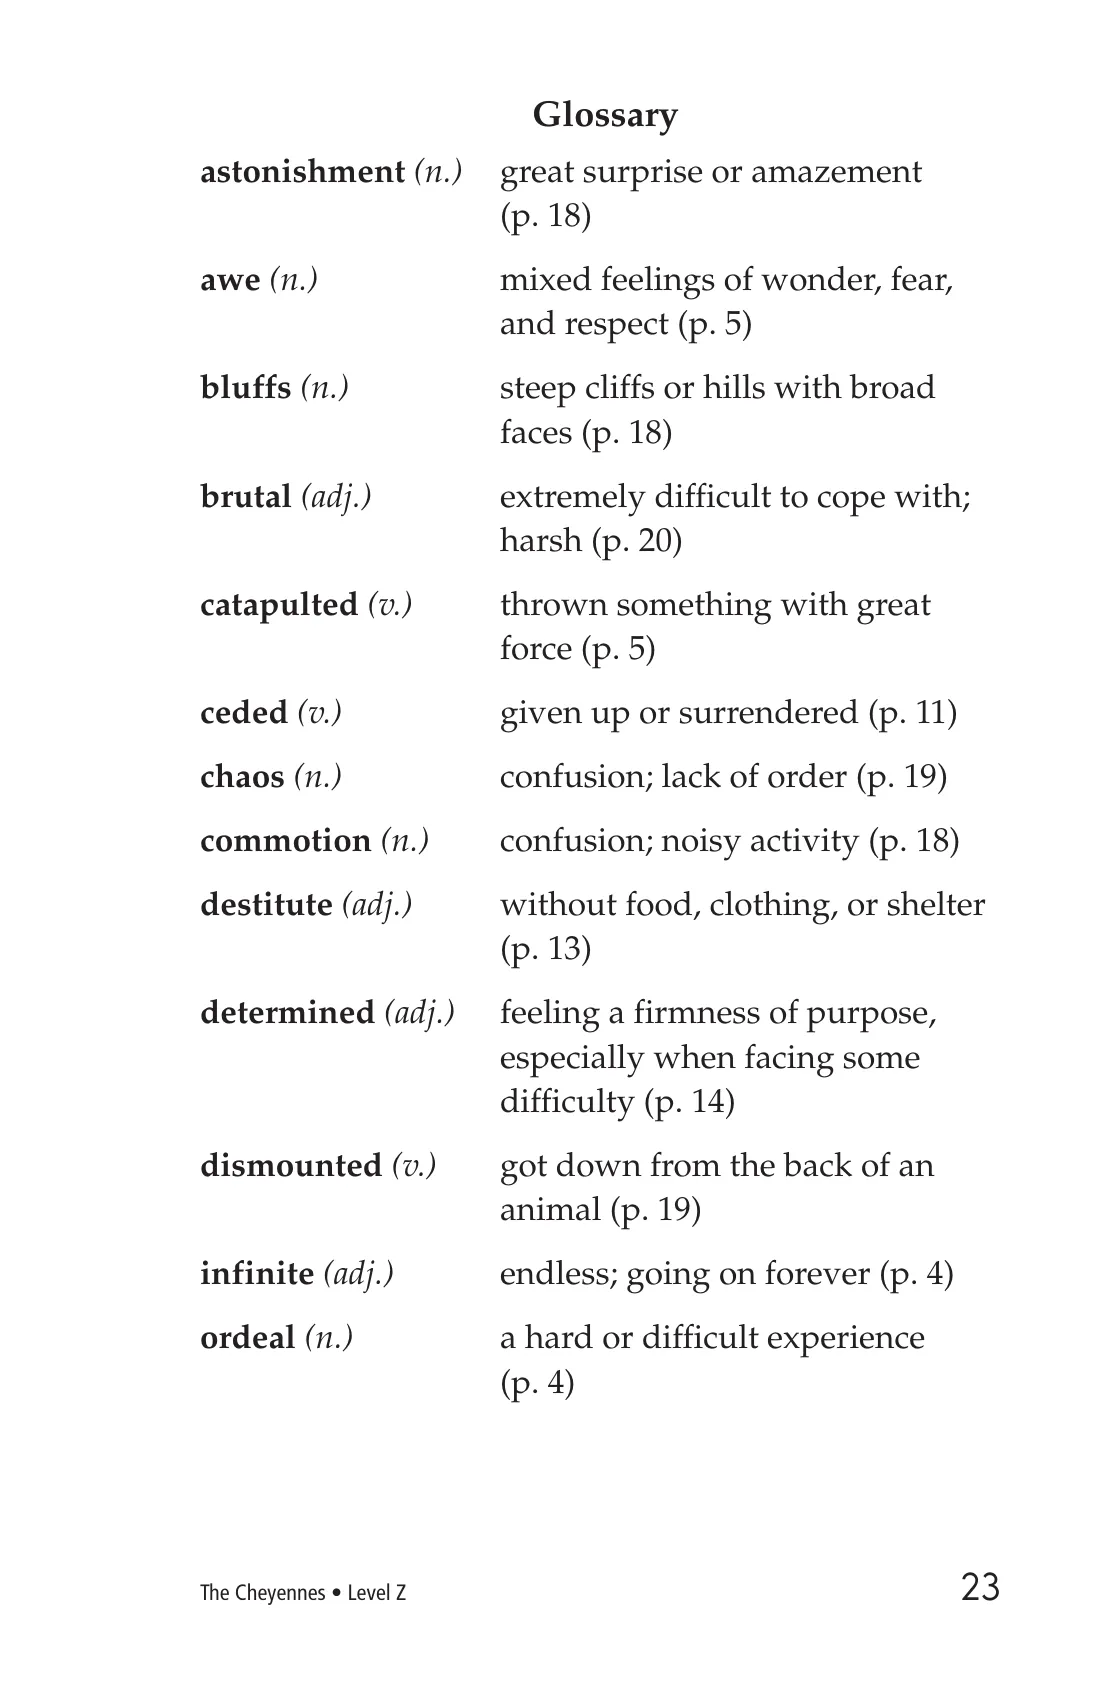 Glossary
astonishment (n.) great surprise or amazement
(p. 18)
awe (n.) mixed feelings of wonder, fear,
and respect (p. 5)
bluffs (n.) steep cliffs or hills with broad
faces (p. 18)
brutal (adj.) extremely difficult to cope with;
harsh (p. 20)
catapulted (v.) thrown something with great
force (p. 5)
ceded (v.) given up or surrendered (p. 11)
chaos (n.) confusion; lack of order (p. 19)
commotion (n.) confusion; noisy activity (p. 18)
destitute (adj.) without food, clothing, or shelter
(p. 13)
determined (adj.) feeling a firmness of purpose,
especially when facing some
difficulty (p. 14)
dismounted (v.) got down from the back of an
animal (p. 19)
infinite (adj.) endless; going on forever (p. 4)
ordeal (n.) a hard or difficult experience
(p. 4)
The Cheyennes • Level Z 23